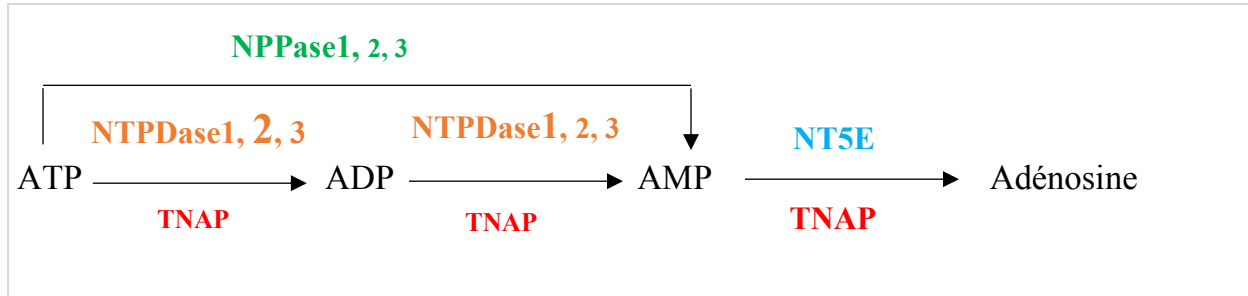 NPPase1, 2, 3
NTPDase1, 2, 3 NTPDase1, 2, 3 NT5E
ATP ADP AMP Adénosine
TNAP TNAP TNAP